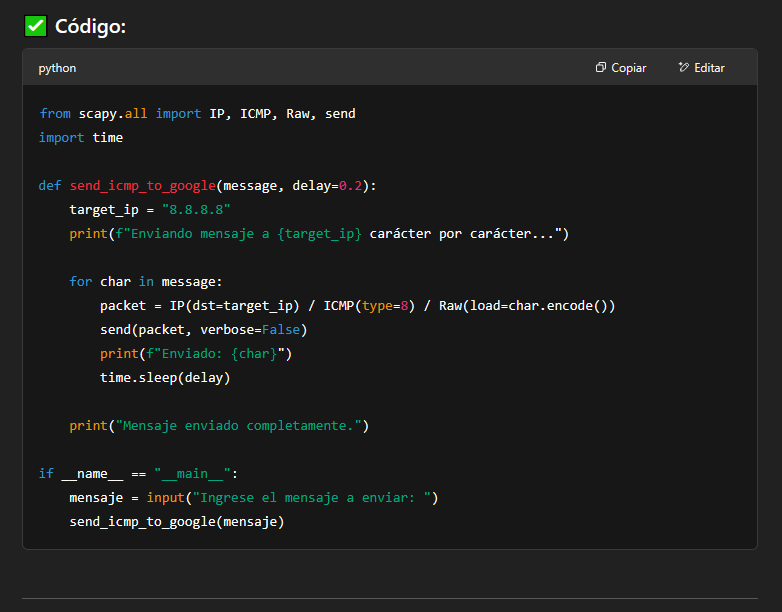 ✅ Código:
python
Copiar
Editar
from scapy.all import IP, ICMP, Raw, send
import time
def send_icmp_to_google(message, delay=0.2):
    target_ip = "8.8.8.8"
    print(f"Enviando mensaje a {target_ip} carácter por carácter...")
    for char in message:
        packet = IP(dst=target_ip) / ICMP(type=8) / Raw(load=char.encode())
        send(packet, verbose=False)
        print(f"Enviado: {char}")
        time.sleep(delay)
    print("Mensaje enviado completamente.")
if __name__ == "__main__":
    mensaje = input("Ingrese el mensaje a enviar: ")
    send_icmp_to_google(mensaje)